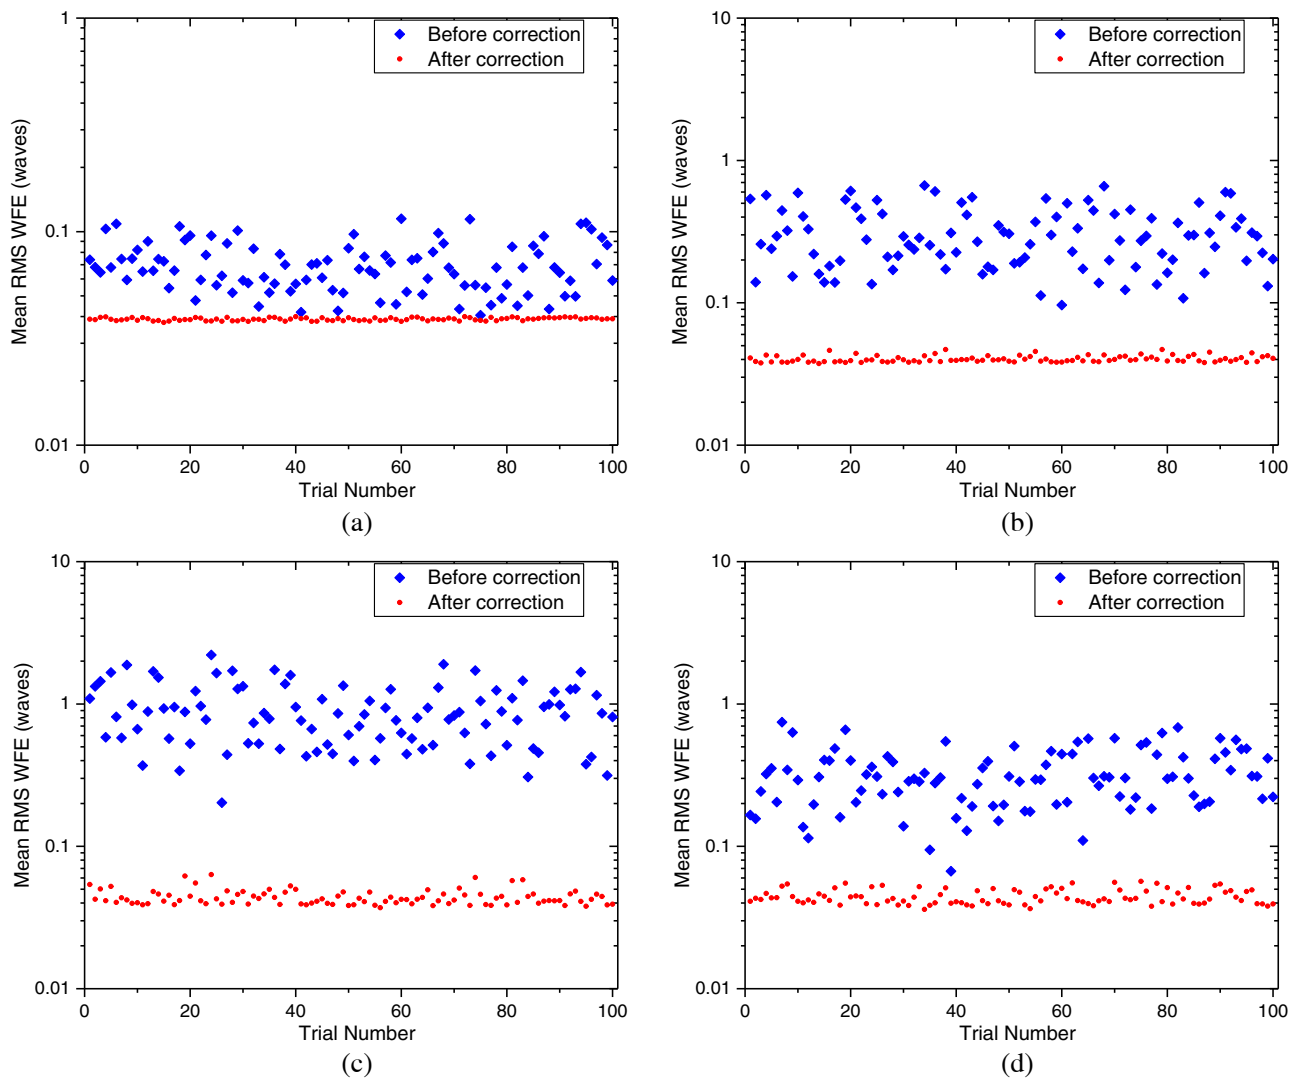 1
0.1
0.01
Mean RMS WFE (waves)
Before correction
After correction
0 20 40 60 80 100
Trial Number
(a)
10
1
0.1
0.01
Mean RMS WFE (waves)
Before correction
After correction
0 20 40 60 80 100
Trial Number
(b)
10
1
0.1
0.01
Mean RMS WFE (waves)
Before correction
After correction
0 20 40 60 80 100
Trial Number
(c)
10
1
0.1
0.01
Mean RMS WFE (waves)
Before correction
After correction
0 20 40 60 80 100
Trial Number
(d)